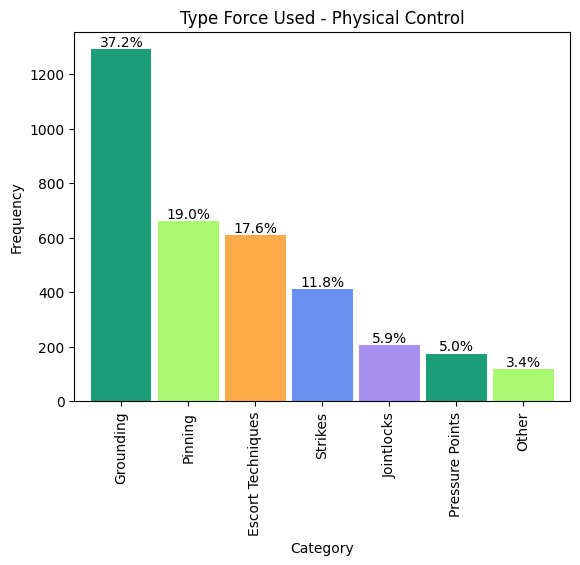 Type Force Used - Physical Control
37.2%
19.0%
17.6%
11.8%
5.9%
5.0%
3.4%
1200
1000
800
600
400
200
0
Frequency
Grounding
Pinning
Escort Techniques
Strikes
Jointlocks
Pressure Points
Other
Category